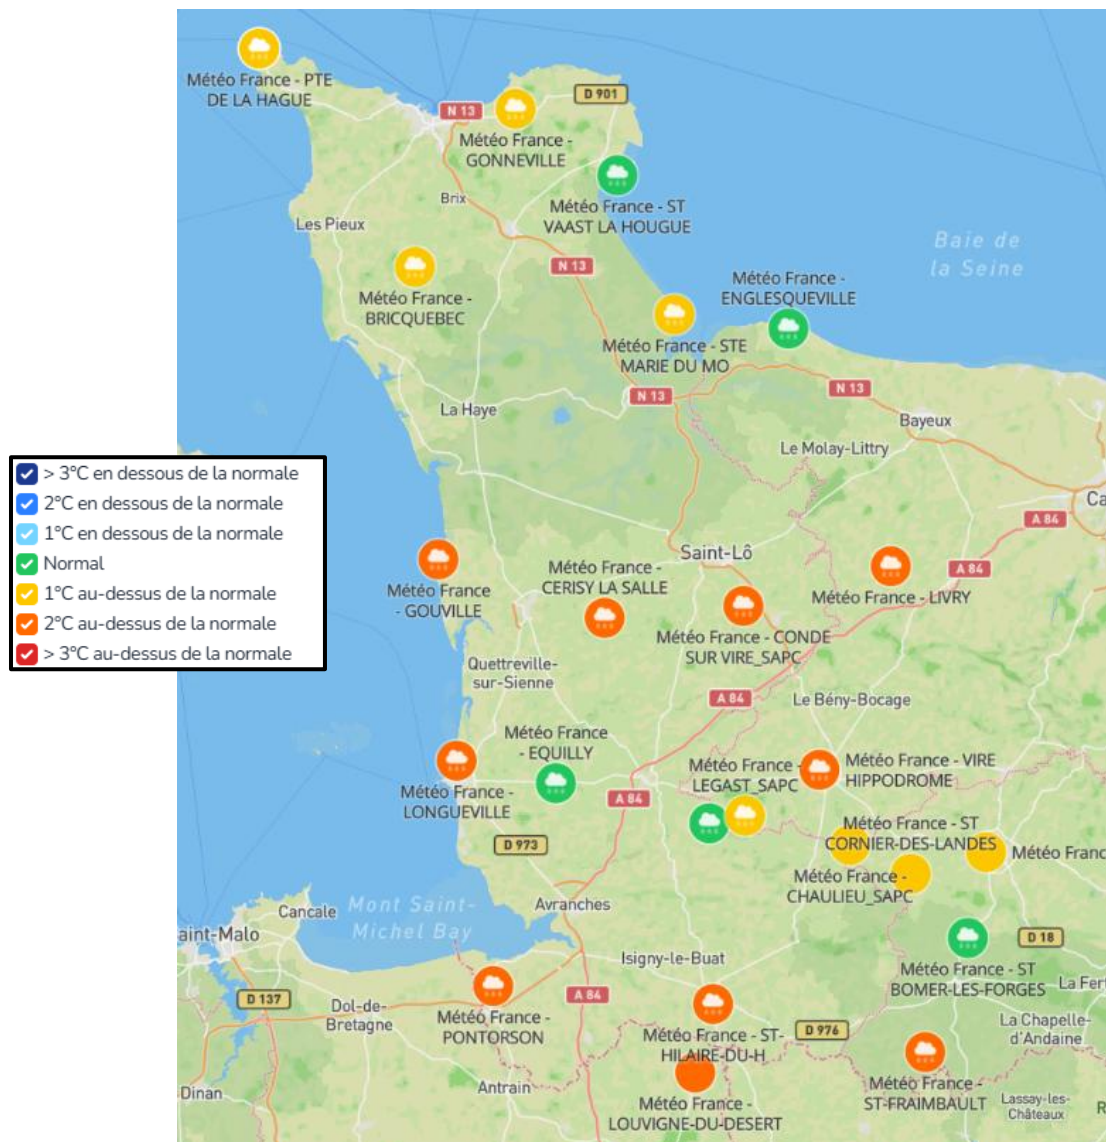 Météo France - PTE
DE LA HAGUE
N 13
D 901
Météo France -
GONNEVILLE
Brix
Météo France - ST
VAAST LA HOUGUE
Les Pieux
Baie de
la Seine
N 13
Météo France -
ENGLESQUEVILLE
Météo France -
BRICQUEBEC
Météo France - STE
MARIE DU MO
N 13
N 13
La Haye
Bayeux
Le Molay-Littry
> 3°C en dessous de la normale
2°C en dessous de la normale
1°C en dessous de la normale
Normal
1°C au-dessus de la normale
2°C au-dessus de la normale
> 3°C au-dessus de la normale
Ca
A 84
Saint-Lô
A 84
Météo France -
CERISY LA SALLE
Météo France
- GOUVILLE
Météo France - LIVRY
Météo France - CONDE
SUR VIRE_SAPC
Quettreville-
sur-Sienne
A 84
Le Bény-Bocage
Météo France
- EQUILLY
Météo France -
LEGAST_SAPC
Météo France - VIRE
HIPPODROME
Météo France -
LONGUEVILLE
A 84
Météo France - ST
CORNIER-DES-LANDES
D 973
Météo Franc
Météo France -
CHAULIEU_SAPC
Avranches
Cancale
Mont Saint-
Michel Bay
aint-Malo
D 18
Isigny-le-Buat
Météo France - ST
BOMER-LES-FORGES
La Fert
D 137
Dol-de-
Bretagne
A 84
Météo France -
PONTORSON
Météo France - ST-
HILAIRE-DU-H
D 976
La Chapelle-
d'Andaine
Dinan
Antrain
Météo France -
LOUVIGNE-DU-DESERT
Météo France -
ST-FRAIMBAULT
Lassay-les-
Châteaux
R